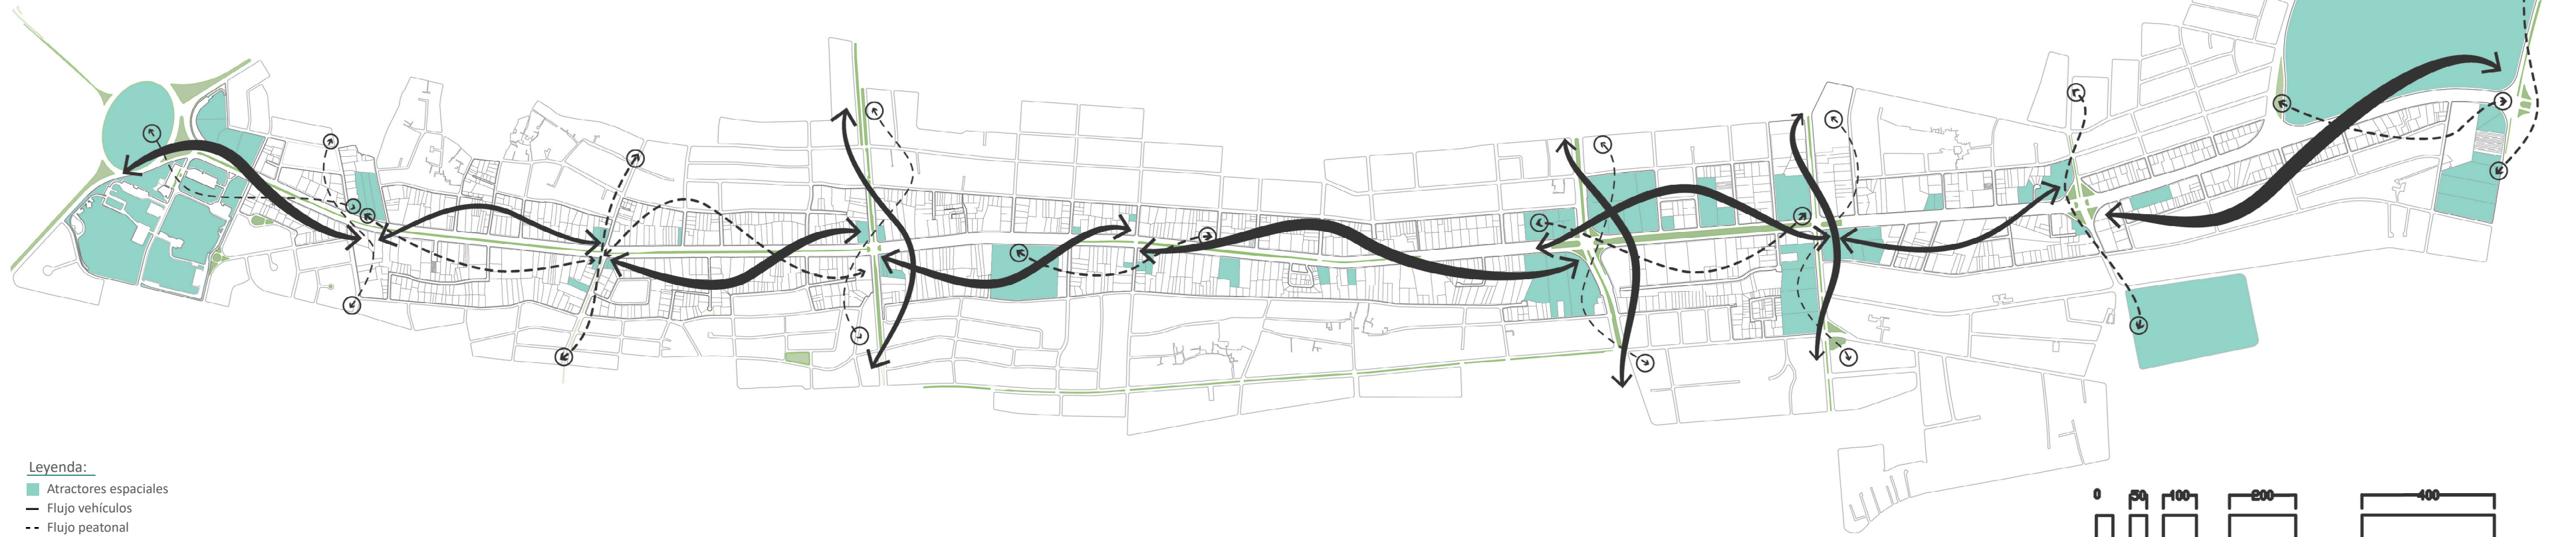 Leyenda:
Atractores espaciales
Flujo vehículos
Flujo peatonal
0 50 100 200 400